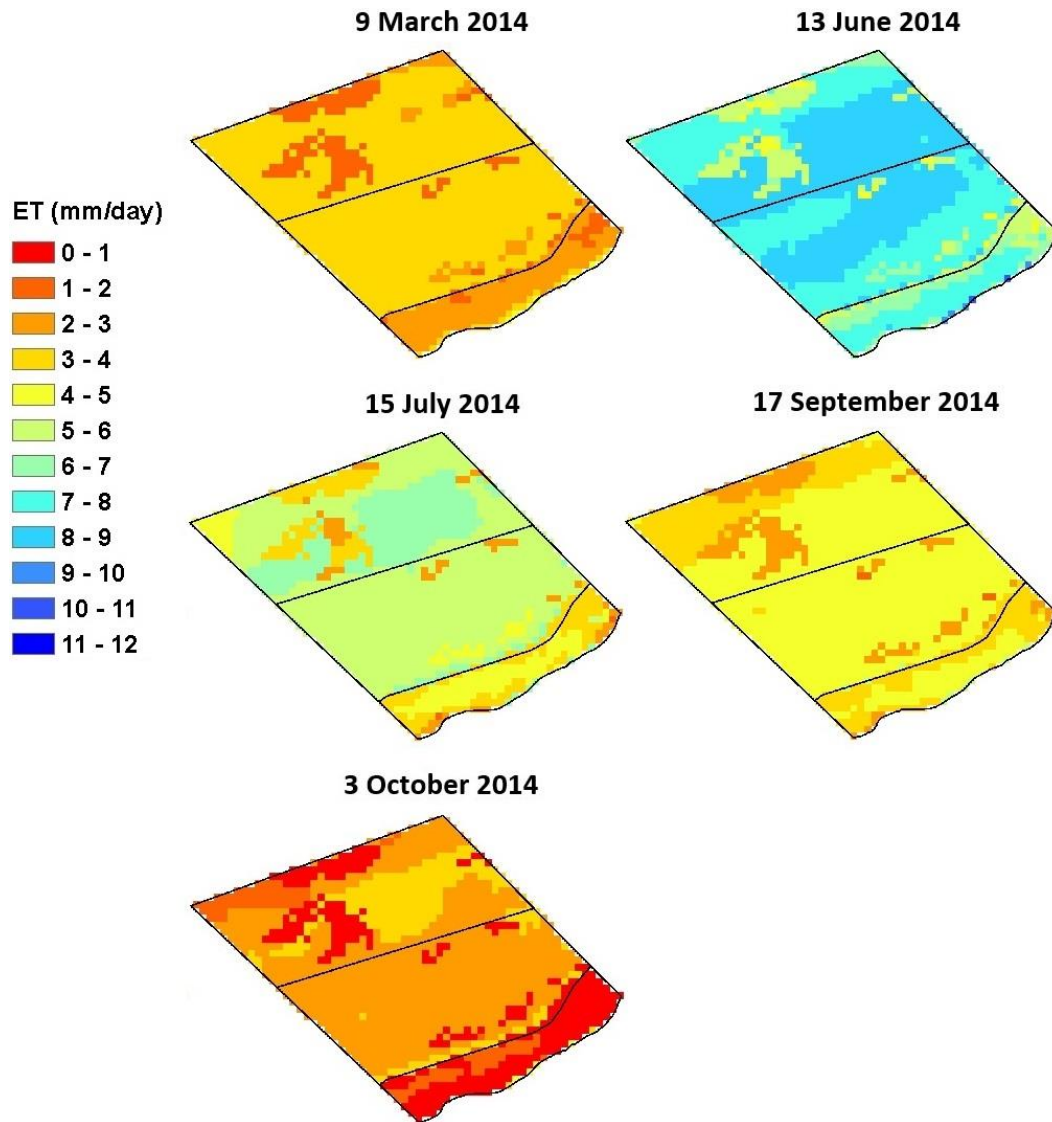 9 March 2014
13 June 2014
ET (mm/day)
0 - 1
1 - 2
2 - 3
3 - 4
4 - 5
5 - 6
6 - 7
7 - 8
8 - 9
9 - 10
10 - 11
11 - 12
15 July 2014
17 September 2014
3 October 2014